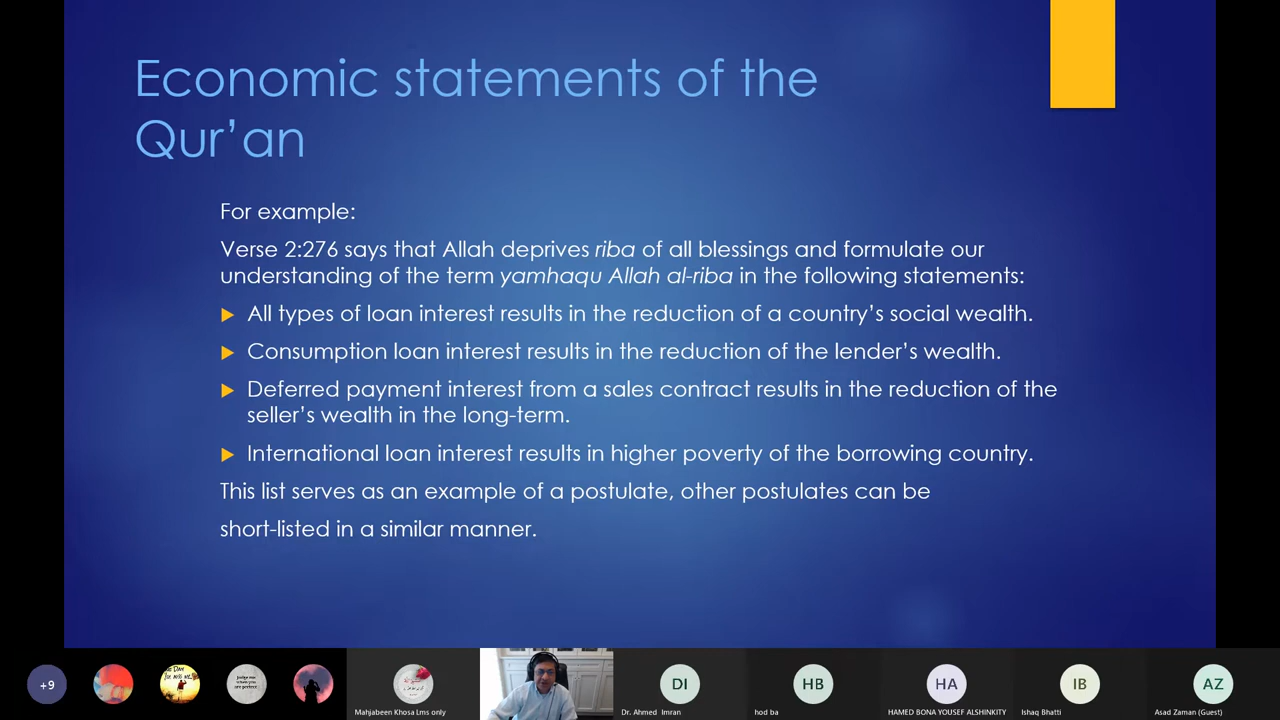 Economic statements of the
Qur’an
For example:
Verse 2:276 says that Allah deprives riba of all blessings and formulate our
understanding of the term yamhaqu Allah al-riba in the following statements:
All types of loan interest results in the reduction of a country’s social wealth.
Consumption loan interest results in the reduction of the lender’s wealth.
Deferred payment interest from a sales contract results in the reduction of the
seller’s wealth in the long-term.
International loan interest results in higher poverty of the borrowing country.
This list serves as an example of a postulate, other postulates can be
short-listed in a similar manner.
+9
DI
HB
HA
IB
AZ
Mahjabeen Khosa Lms only
Dr. Ahmed Imran
hod ba
HAMED BONA YOUSEF ALSHINKITY
Ishaq Bhatti
Asad Zaman (Guest)